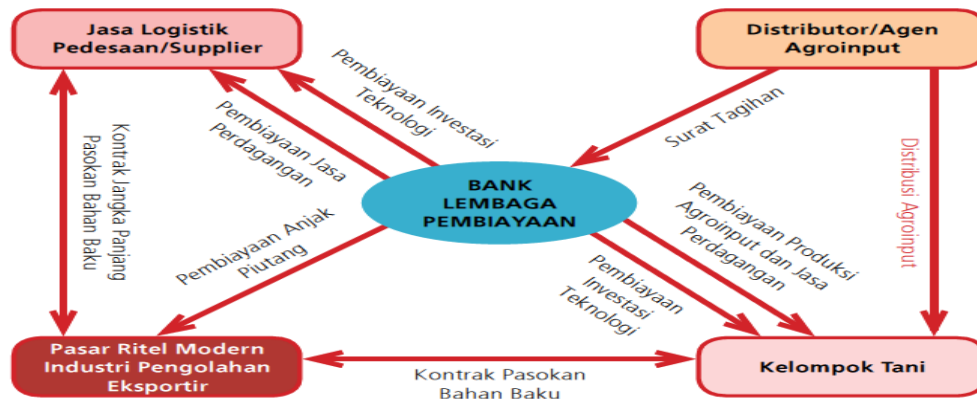 Jasa Logistik
Pedesaan/Supplier
Distributor/Agen
Agroinput
Pembiayaan Investasi
Teknologi
Pembiayaan Jasa
Perdagangan
Surat Tagihan
Kontrak Jangka Panjang
Pasokan Bahan Baku
Distribusi Agroinput
BANK
LEMBAGA
PEMBIAYAAN
Pembiayaan Anjak
Piutang
Pembiayaan Produksi
Agroinput dan Jasa
Perdagangan
Pembiayaan
Investasi
Teknologi
Pasar Ritel Modern
Industri Pengolahan
Eksportir
Kontrak Pasokan
Bahan Baku
Kelompok Tani